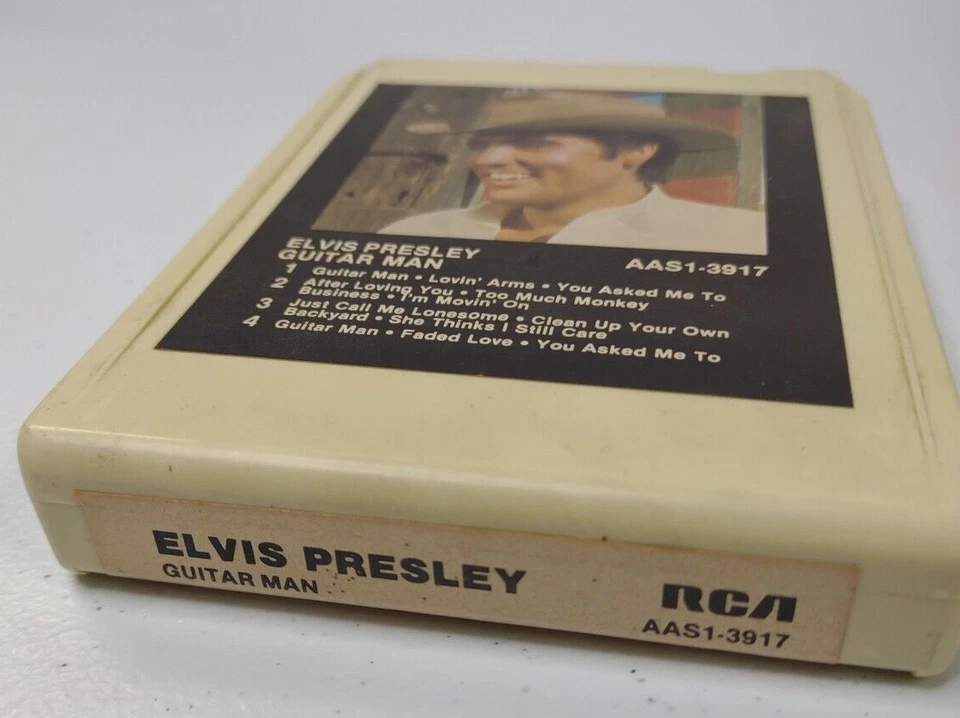 ELVIS PRESLEY
GUITAR MAN
AAS1-3917
1 Guitar Man • Lovin' Arms • You Asked Me To
2 After Loving You • Too Much Monkey
Business • I'm Movin' On
3 Just Call Me Lonesome • Clean Up Your Own
Backyard • She Thinks I Still Care
4 Guitar Man • Faded Love • You Asked Me To
ELVIS PRESLEY
GUITAR MAN
RCA
AAS1-3917